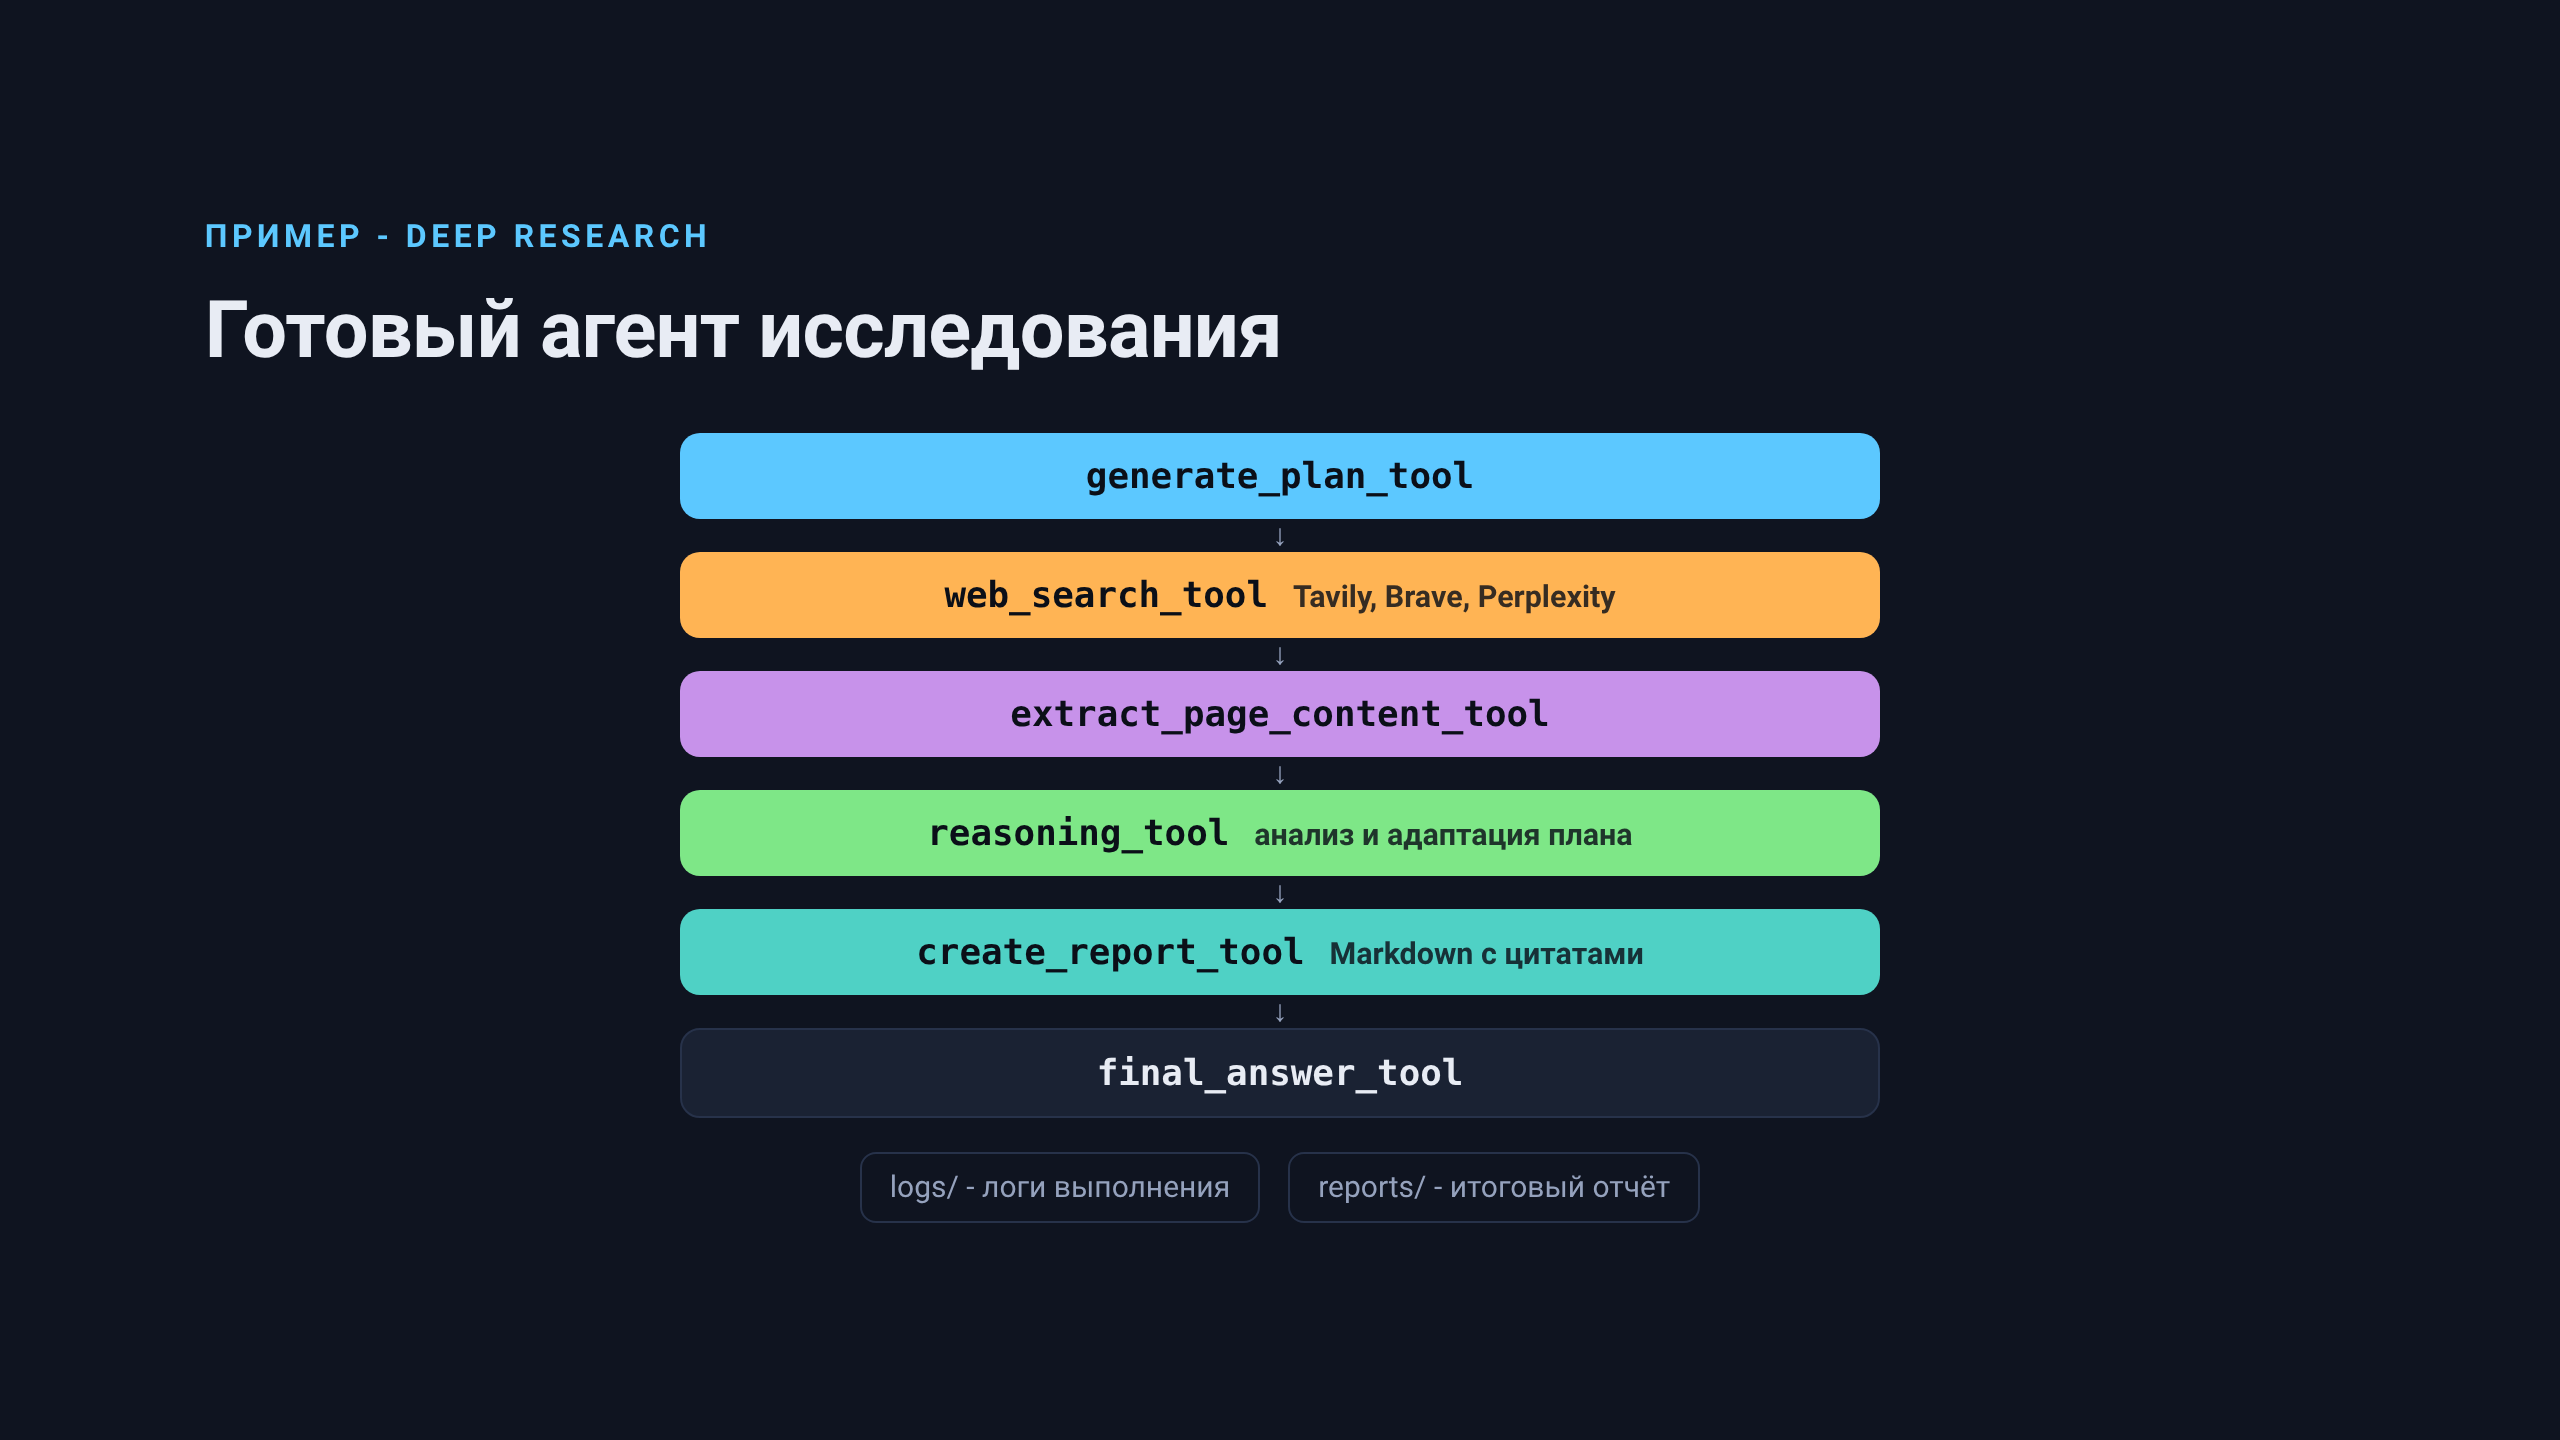 ПРИМЕР - DEEP RESEARCH
Готовый агент исследования
generate_plan_tool
↓
web_search_tool Tavily, Brave, Perplexity
↓
extract_page_content_tool
↓
reasoning_tool анализ и адаптация плана
↓
create_report_tool Markdown с цитатами
↓
final_answer_tool
logs/ - логи выполнения
reports/ - итоговый отчёт